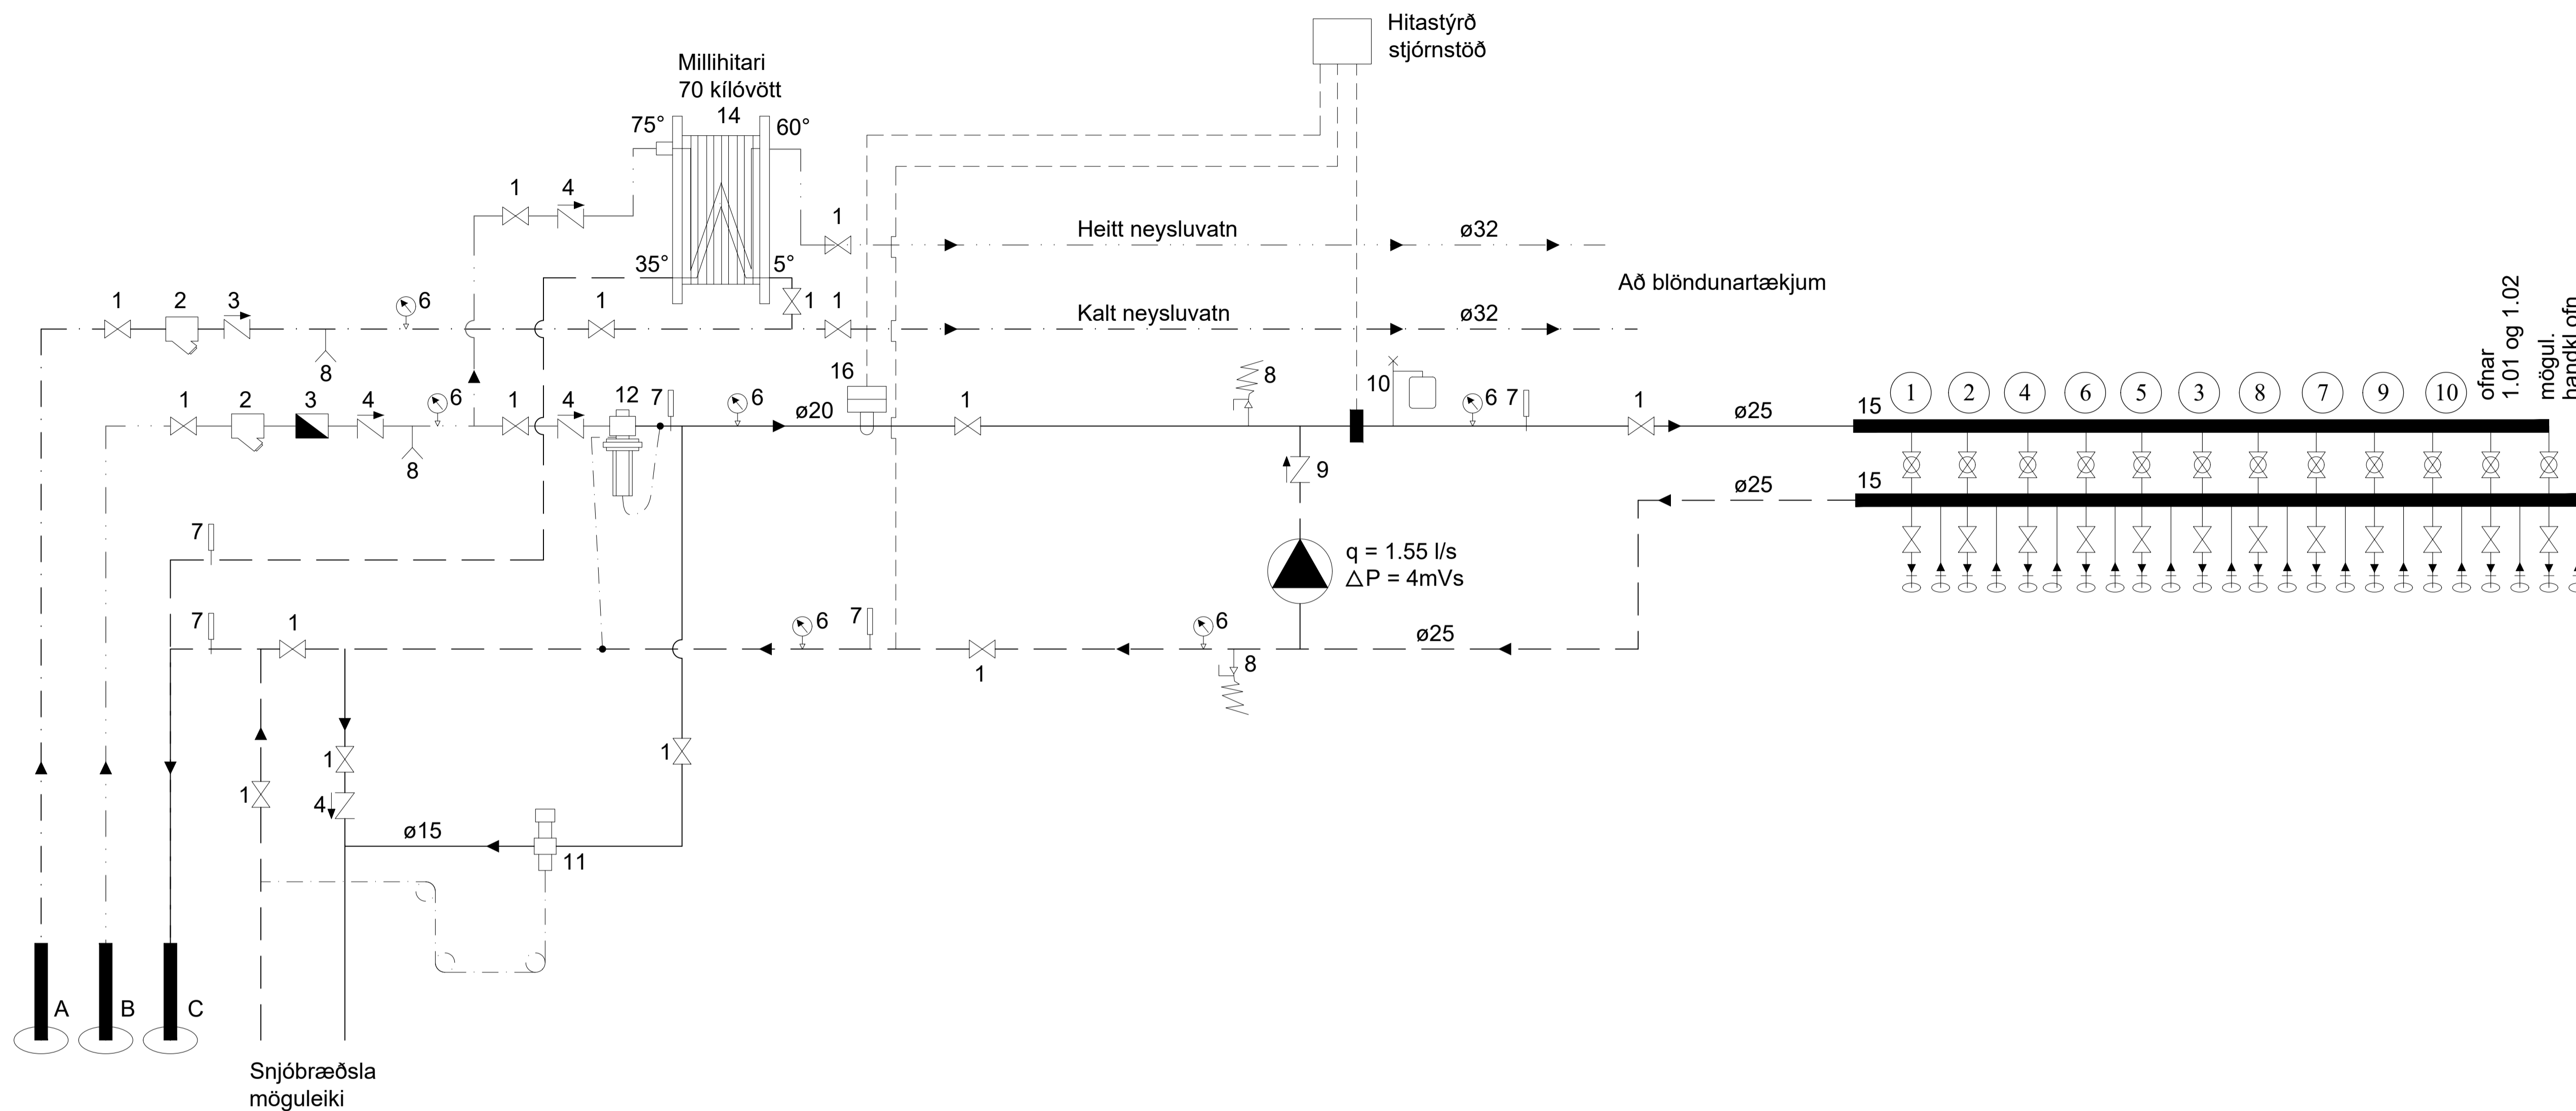 Hitastýrð
stjórnstöð
Millihitari
70 kílóvött
14
75°
60°
1
4
1
Heitt neysluvatn
ø32
35°
5°
Að blöndunartækjum
1
2
3
6
1
1
1
Kalt neysluvatn
ø32
8
ofnar
1.01 og 1.02
mögul.
handkl.ofn
1
2
3
4
6
1
4
12
7
6
16
ø20
1
8
10
6
7
1
ø25
15
1
2
4
6
5
3
8
7
9
10
8
9
15
ø25
7
q = 1.55 l/s
△P = 4mVs
7
1
6
7
1
6
8
ø25
1
1
1
4
ø15
11
A
B
C
Snjóbræðsla
möguleiki